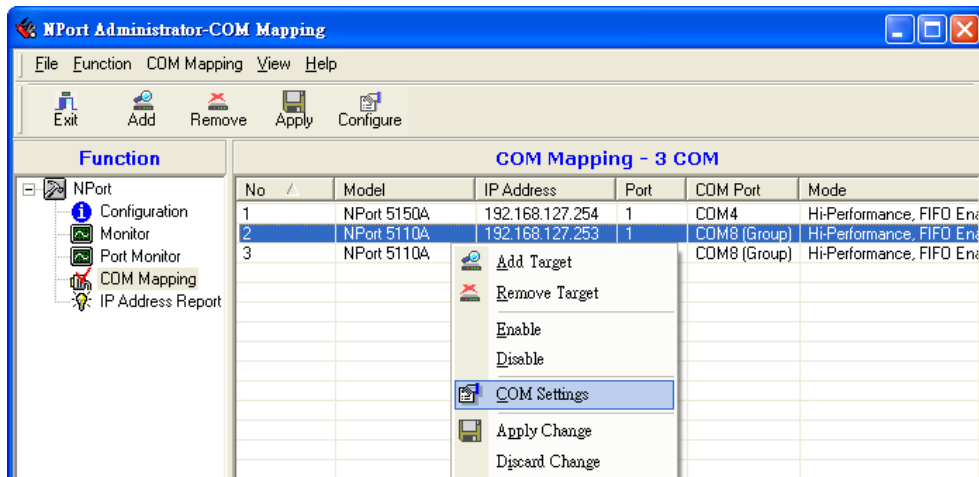 NPort Administrator-COM Mapping
File Function COM Mapping View Help
Exit Add Remove Apply Configure
Function
COM Mapping - 3 COM
NPort
Configuration
Monitor
Port Monitor
COM Mapping
IP Address Report
No Model IP Address Port COM Port Mode
1 NPort 5150A 192.168.127.254 1 COM4 Hi-Performance, FIFO Ena
2 NPort 5110A 192.168.127.253 1 COM8 (Group) Hi-Performance, FIFO Ena
3 NPort 5110A COM8 (Group) Hi-Performance, FIFO Ena
Add Target
Remove Target
Enable
Disable
COM Settings
Apply Change
Discard Change